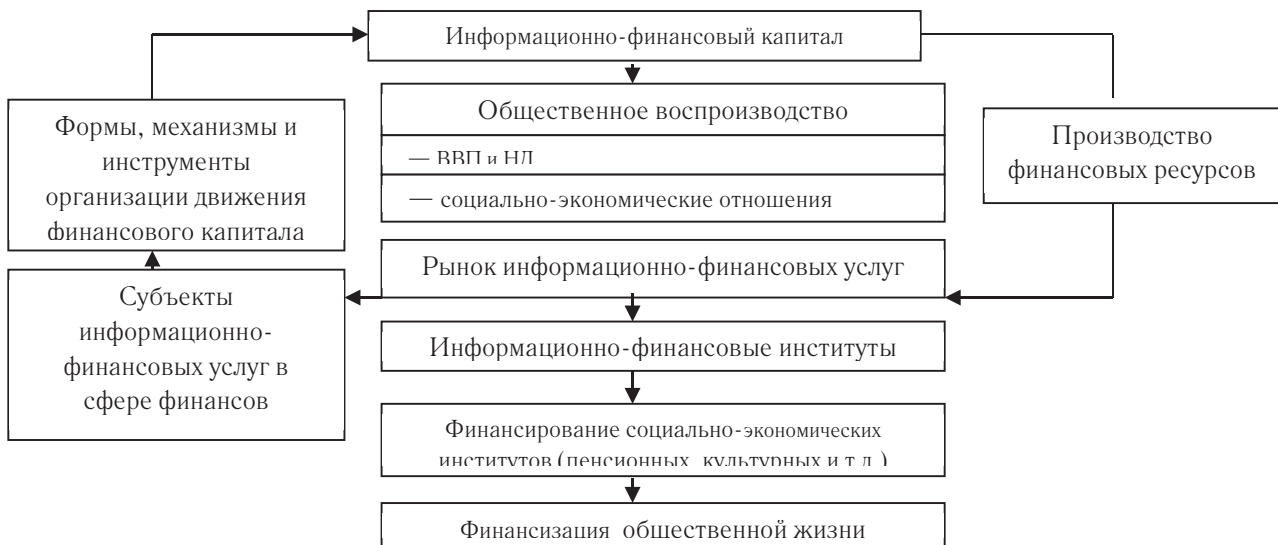 Информационно-финансовый капитал
Общественное воспроизводство
— ВВП и НД
— социально-экономические отношения
Формы, механизмы и
инструменты
организации движения
финансового капитала
Производство
финансовых ресурсов
Рынок информационно-финансовых услуг
Субъекты
информационно-
финансовых услуг в
сфере финансов
Информационно-финансовые институты
Финансирование социально-экономических
институтов (пенсионных, культурных и т.д.)
Финансизация общественной жизни